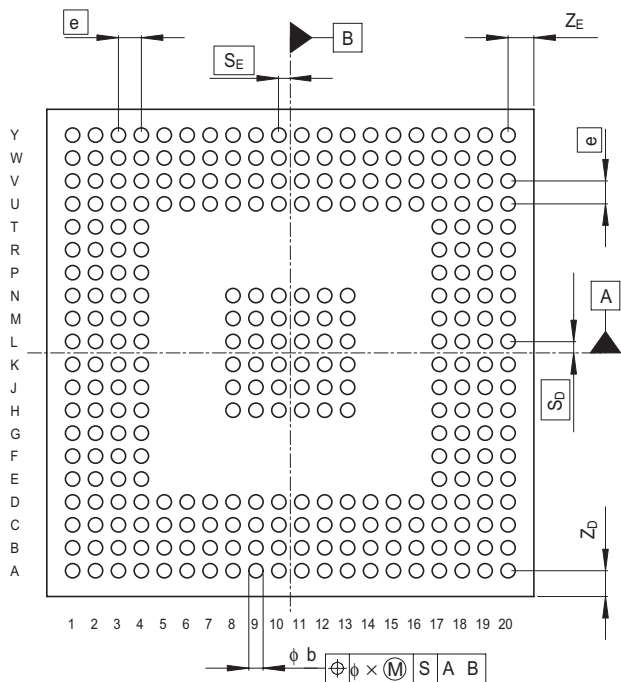 e
B
Z_E
S_E
Y
W
V
U
T
R
P
N
M
L
K
J
H
G
F
E
D
C
B
A
e
A
S_D
Z_D
1 2 3 4 5 6 7 8 9 10 11 12 13 14 15 16 17 18 19 20
ϕ b
⌖ ϕ × Ⓜ S A B